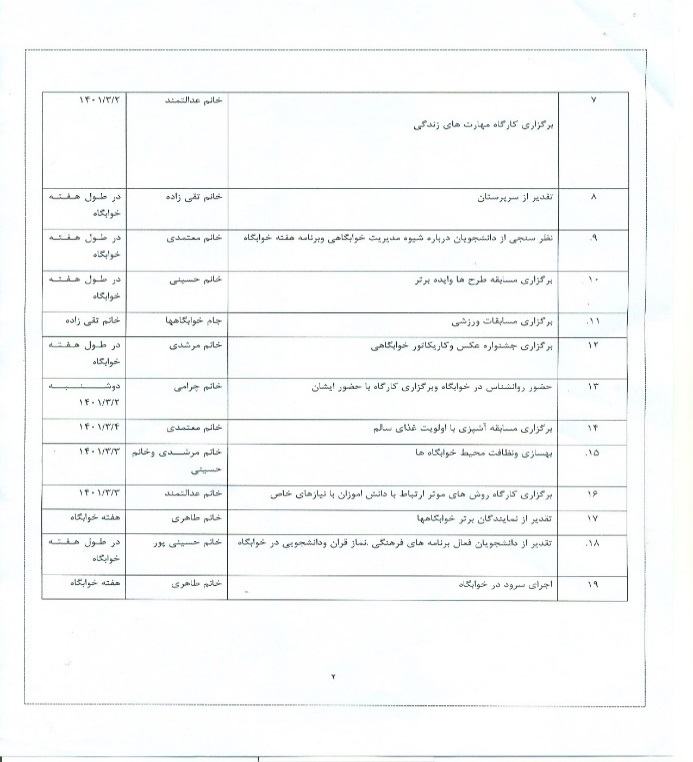 ۷ برگزاری کارگاه مهارت های زندگی خانم عدالتمند ۱۴۰۱/۳/۲
۸ تقدیر از سرپرستان خانم تقی زاده در طول هفته خوابگاه
۹. نظر سنجی از دانشجویان درباره شیوه مدیریت خوابگاهی وبرنامه هفته خوابگاه خانم معتمدی در طول هفته خوابگاه
۱۰ برگزاری مسابقه طرح ها وایده برتر خانم حسینی در طول هفته خوابگاه
۱۱. برگزاری مسابقات ورزشی جام خوابگاهها خانم تقی زاده
۱۲ برگزاری جشنواره عکس وکاریکاتور خوابگاهی خانم مرشدی در طول هفته خوابگاه
۱۳ حضور روانشناس در خوابگاه وبرگزاری کارگاه با حضور ایشان خانم چرامی دوشنبه ۱۴۰۱/۳/۲
۱۴ برگزاری مسابقه آشپزی با اولویت غذای سالم خانم معتمدی ۱۴۰۱/۳/۴
۱۵. بهسازی ونظافت محیط خوابگاه ها خانم مرشدی وخانم حسینی ۱۴۰۱/۳/۳
۱۶ برگزاری کارگاه روش های موثر ارتباط با دانش اموزان با نیازهای خاص خانم عدالتمند ۱۴۰۱/۳/۳
۱۷ تقدیر از نمایندگان برتر خوابگاهها خانم طاهری هفته خوابگاه
۱۸. تقدیر از دانشجویان فعال برنامه های فرهنگی .نماز قران ودانشجویی در خوابگاه خانم حسینی پور در طول هفته خوابگاه
۱۹ اجرای سرود در خوابگاه خانم طاهری هفته خوابگاه
۲